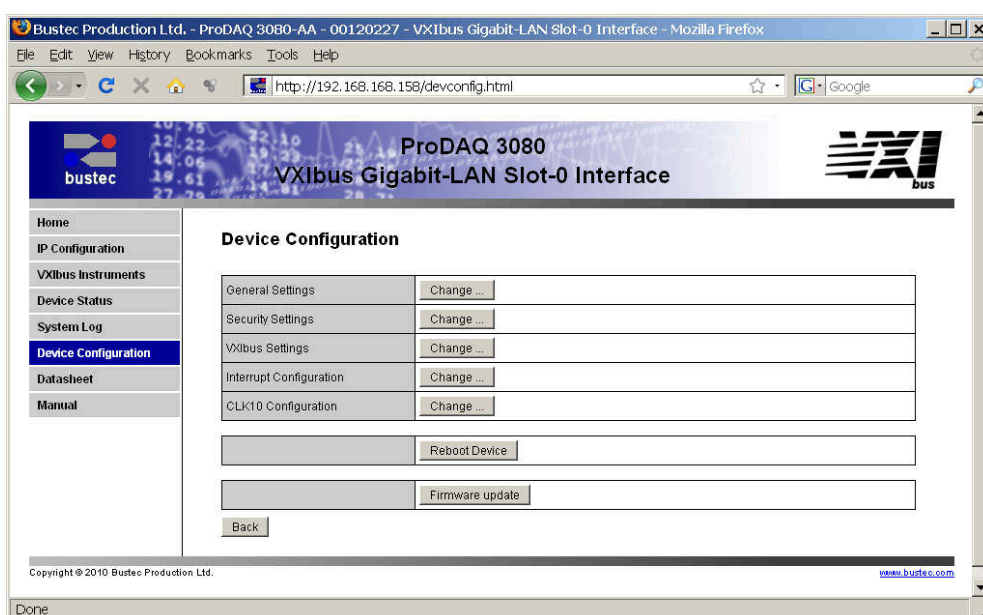 Bustec Production Ltd. - ProDAQ 3080-AA - 00120227 - VXIbus Gigabit-LAN Slot-0 Interface - Mozilla Firefox
File Edit View History Bookmarks Tools Help
http://192.168.168.158/devconfig.html
Google
bustec
ProDAQ 3080
VXIbus Gigabit-LAN Slot-0 Interface
VXI
bus
Home
IP Configuration
VXIbus Instruments
Device Status
System Log
Device Configuration
Datasheet
Manual
Device Configuration
General Settings Change ...
Security Settings Change ...
VXIbus Settings Change ...
Interrupt Configuration Change ...
CLK10 Configuration Change ...
Reboot Device
Firmware update
Back
Copyright © 2010 Bustec Production Ltd. www.bustec.com
Done